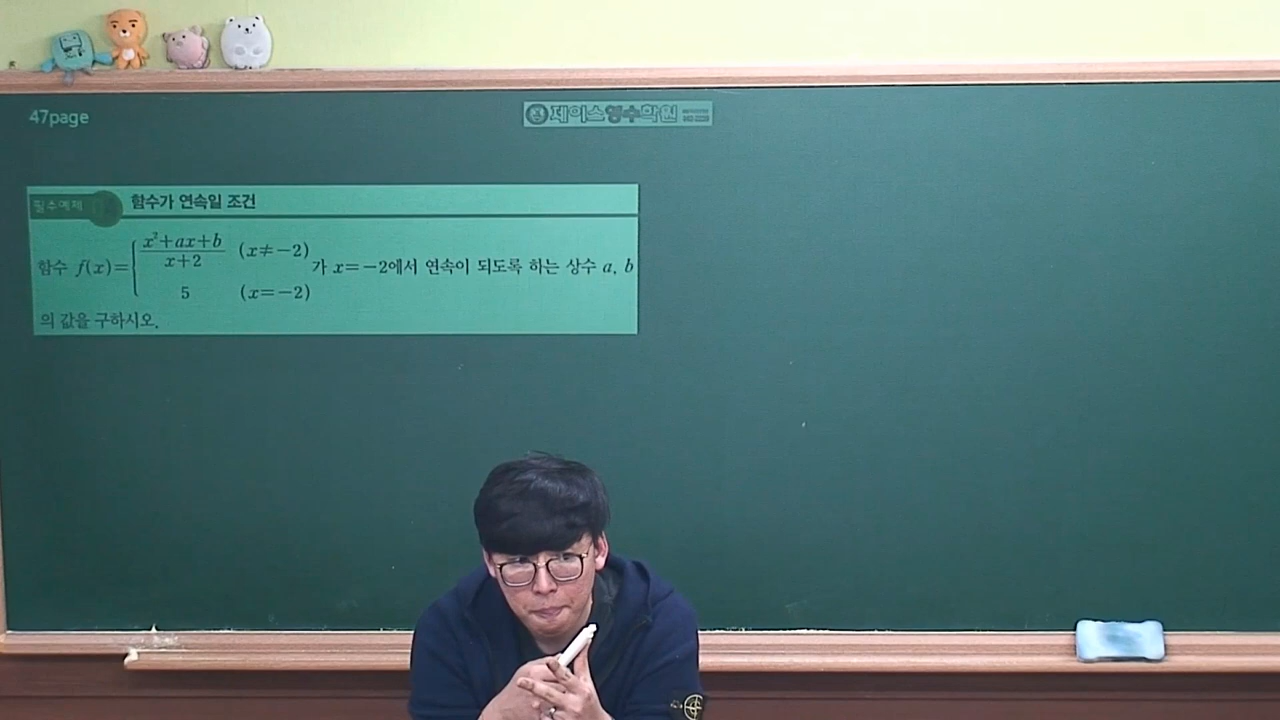 47page
제이스영수학원
필수예제
함수가 연속일 조건
함수 f(x)={ (x²+ax+b)/(x+2) (x≠-2)
5 (x=-2)
가 x=-2에서 연속이 되도록 하는 상수 a, b
의 값을 구하시오.